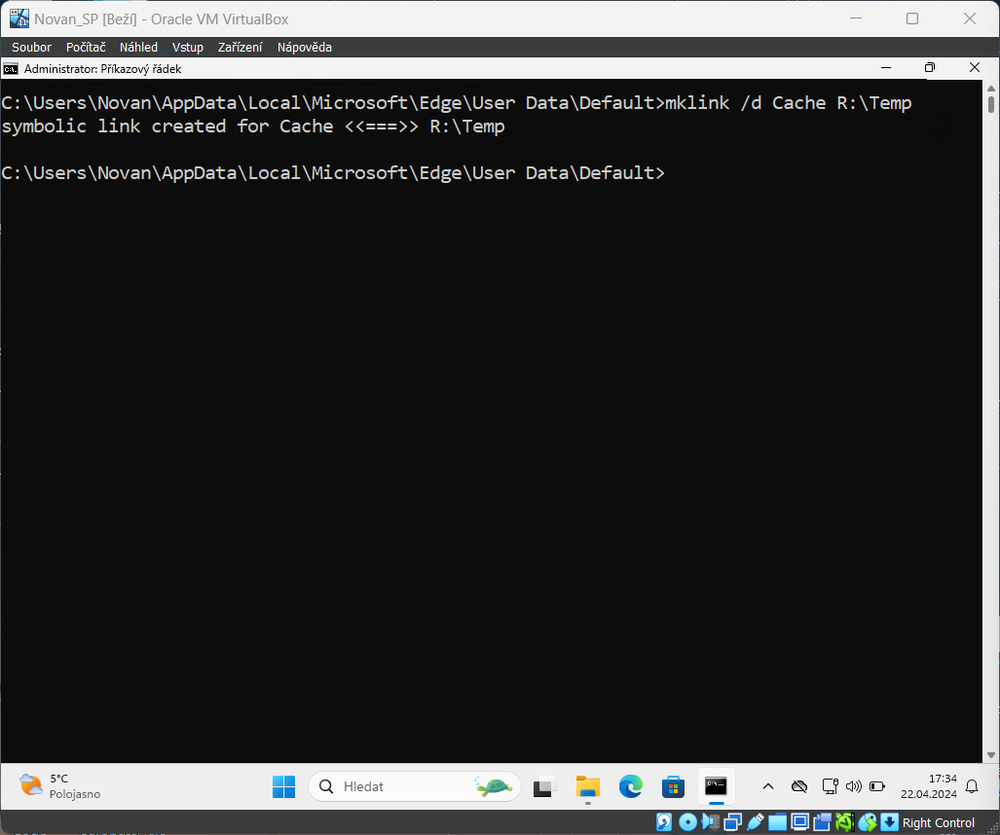 Novan_SP [Beží] - Oracle VM VirtualBox
Soubor Počítač Náhled Vstup Zařízení Nápověda
Administrator: Příkazový řádek
C:\Users\Novan\AppData\Local\Microsoft\Edge\User Data\Default>mklink /d Cache R:\Temp
symbolic link created for Cache <<===>> R:\Temp
C:\Users\Novan\AppData\Local\Microsoft\Edge\User Data\Default>
5°C
Polojasno
Hledat
17:34
22.04.2024
Right Control